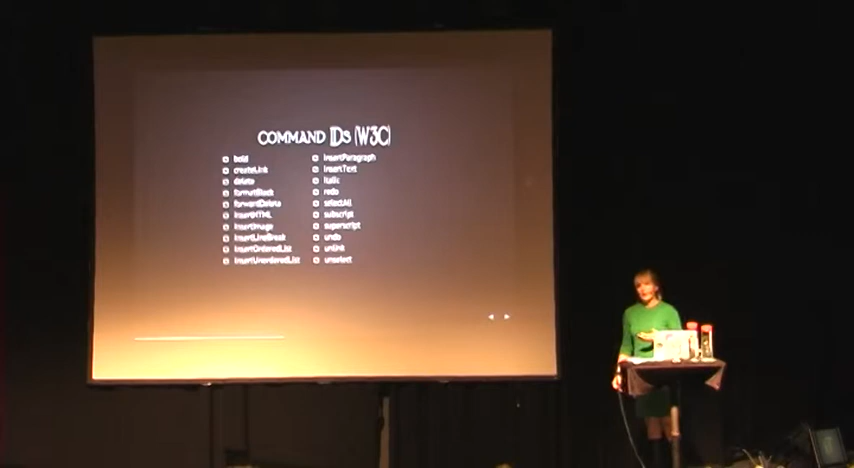 COMMAND IDS (W3C)
bold
createLink
delete
formatBlock
forwardDelete
insertHTML
insertImage
insertLineBreak
insertOrderedList
insertUnorderedList
insertParagraph
insertText
italic
redo
selectAll
subscript
superscript
undo
unlink
unselect